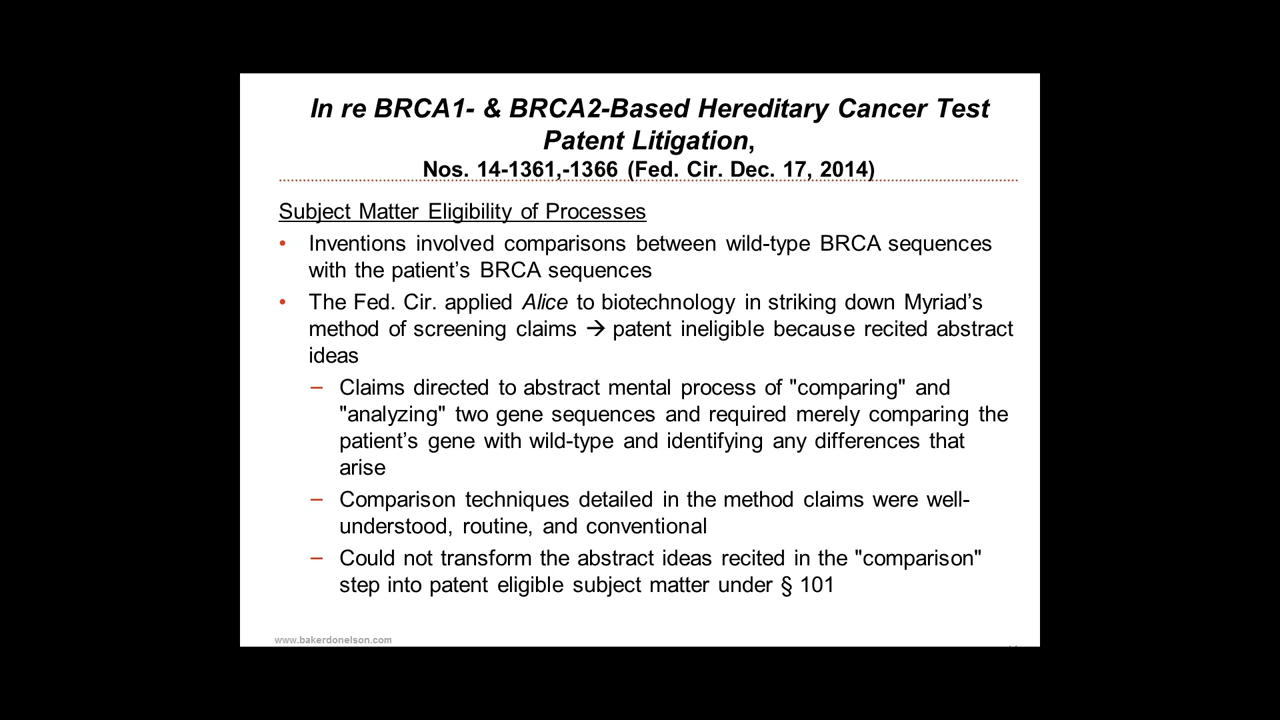 In re BRCA1- & BRCA2-Based Hereditary Cancer Test
Patent Litigation,
Nos. 14-1361,-1366 (Fed. Cir. Dec. 17, 2014)
Subject Matter Eligibility of Processes
• Inventions involved comparisons between wild-type BRCA sequences
with the patient's BRCA sequences
• The Fed. Cir. applied Alice to biotechnology in striking down Myriad's
method of screening claims → patent ineligible because recited abstract
ideas
– Claims directed to abstract mental process of "comparing" and
"analyzing" two gene sequences and required merely comparing the
patient's gene with wild-type and identifying any differences that
arise
– Comparison techniques detailed in the method claims were well-
understood, routine, and conventional
– Could not transform the abstract ideas recited in the "comparison"
step into patent eligible subject matter under § 101
www.bakerdonelson.com